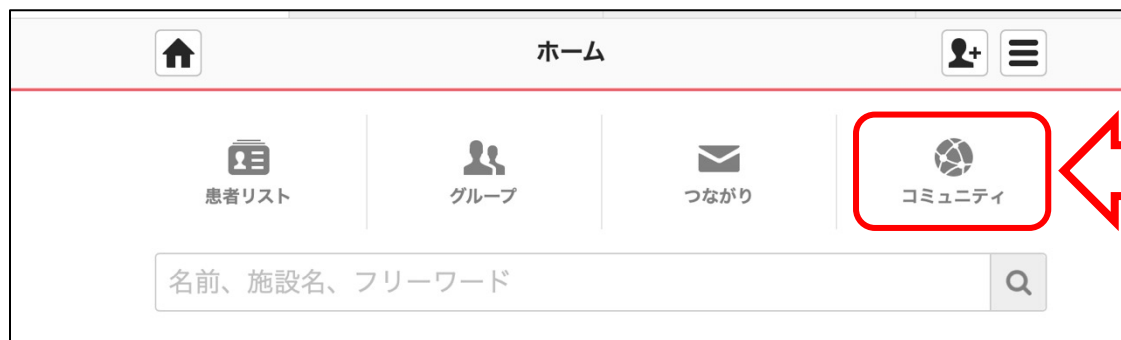 ホーム
患者リスト
グループ
つながり
コミュニティ
名前、施設名、フリーワード